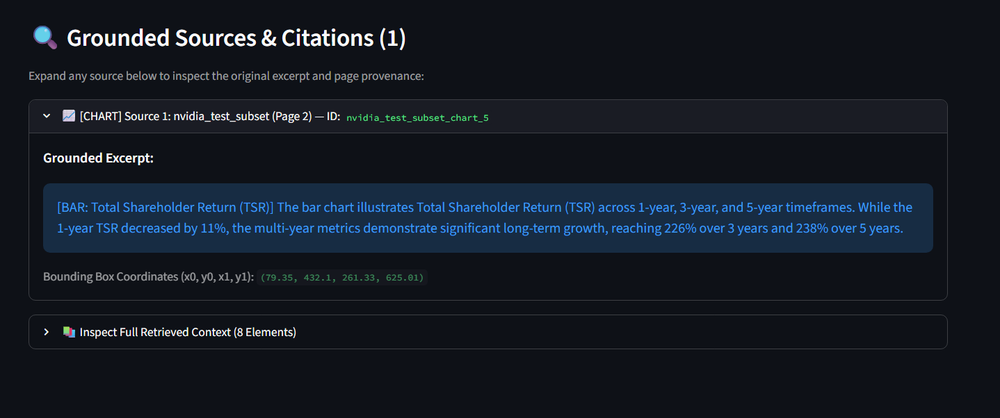 🔍 Grounded Sources & Citations (1)
Expand any source below to inspect the original excerpt and page provenance:
📈 [CHART] Source 1: nvidia_test_subset (Page 2) — ID: nvidia_test_subset_chart_5
Grounded Excerpt:
[BAR: Total Shareholder Return (TSR)] The bar chart illustrates Total Shareholder Return (TSR) across 1-year, 3-year, and 5-year timeframes. While the
1-year TSR decreased by 11%, the multi-year metrics demonstrate significant long-term growth, reaching 226% over 3 years and 238% over 5 years.
Bounding Box Coordinates (x0, y0, x1, y1): (79.35, 432.1, 261.33, 625.01)
📚 Inspect Full Retrieved Context (8 Elements)